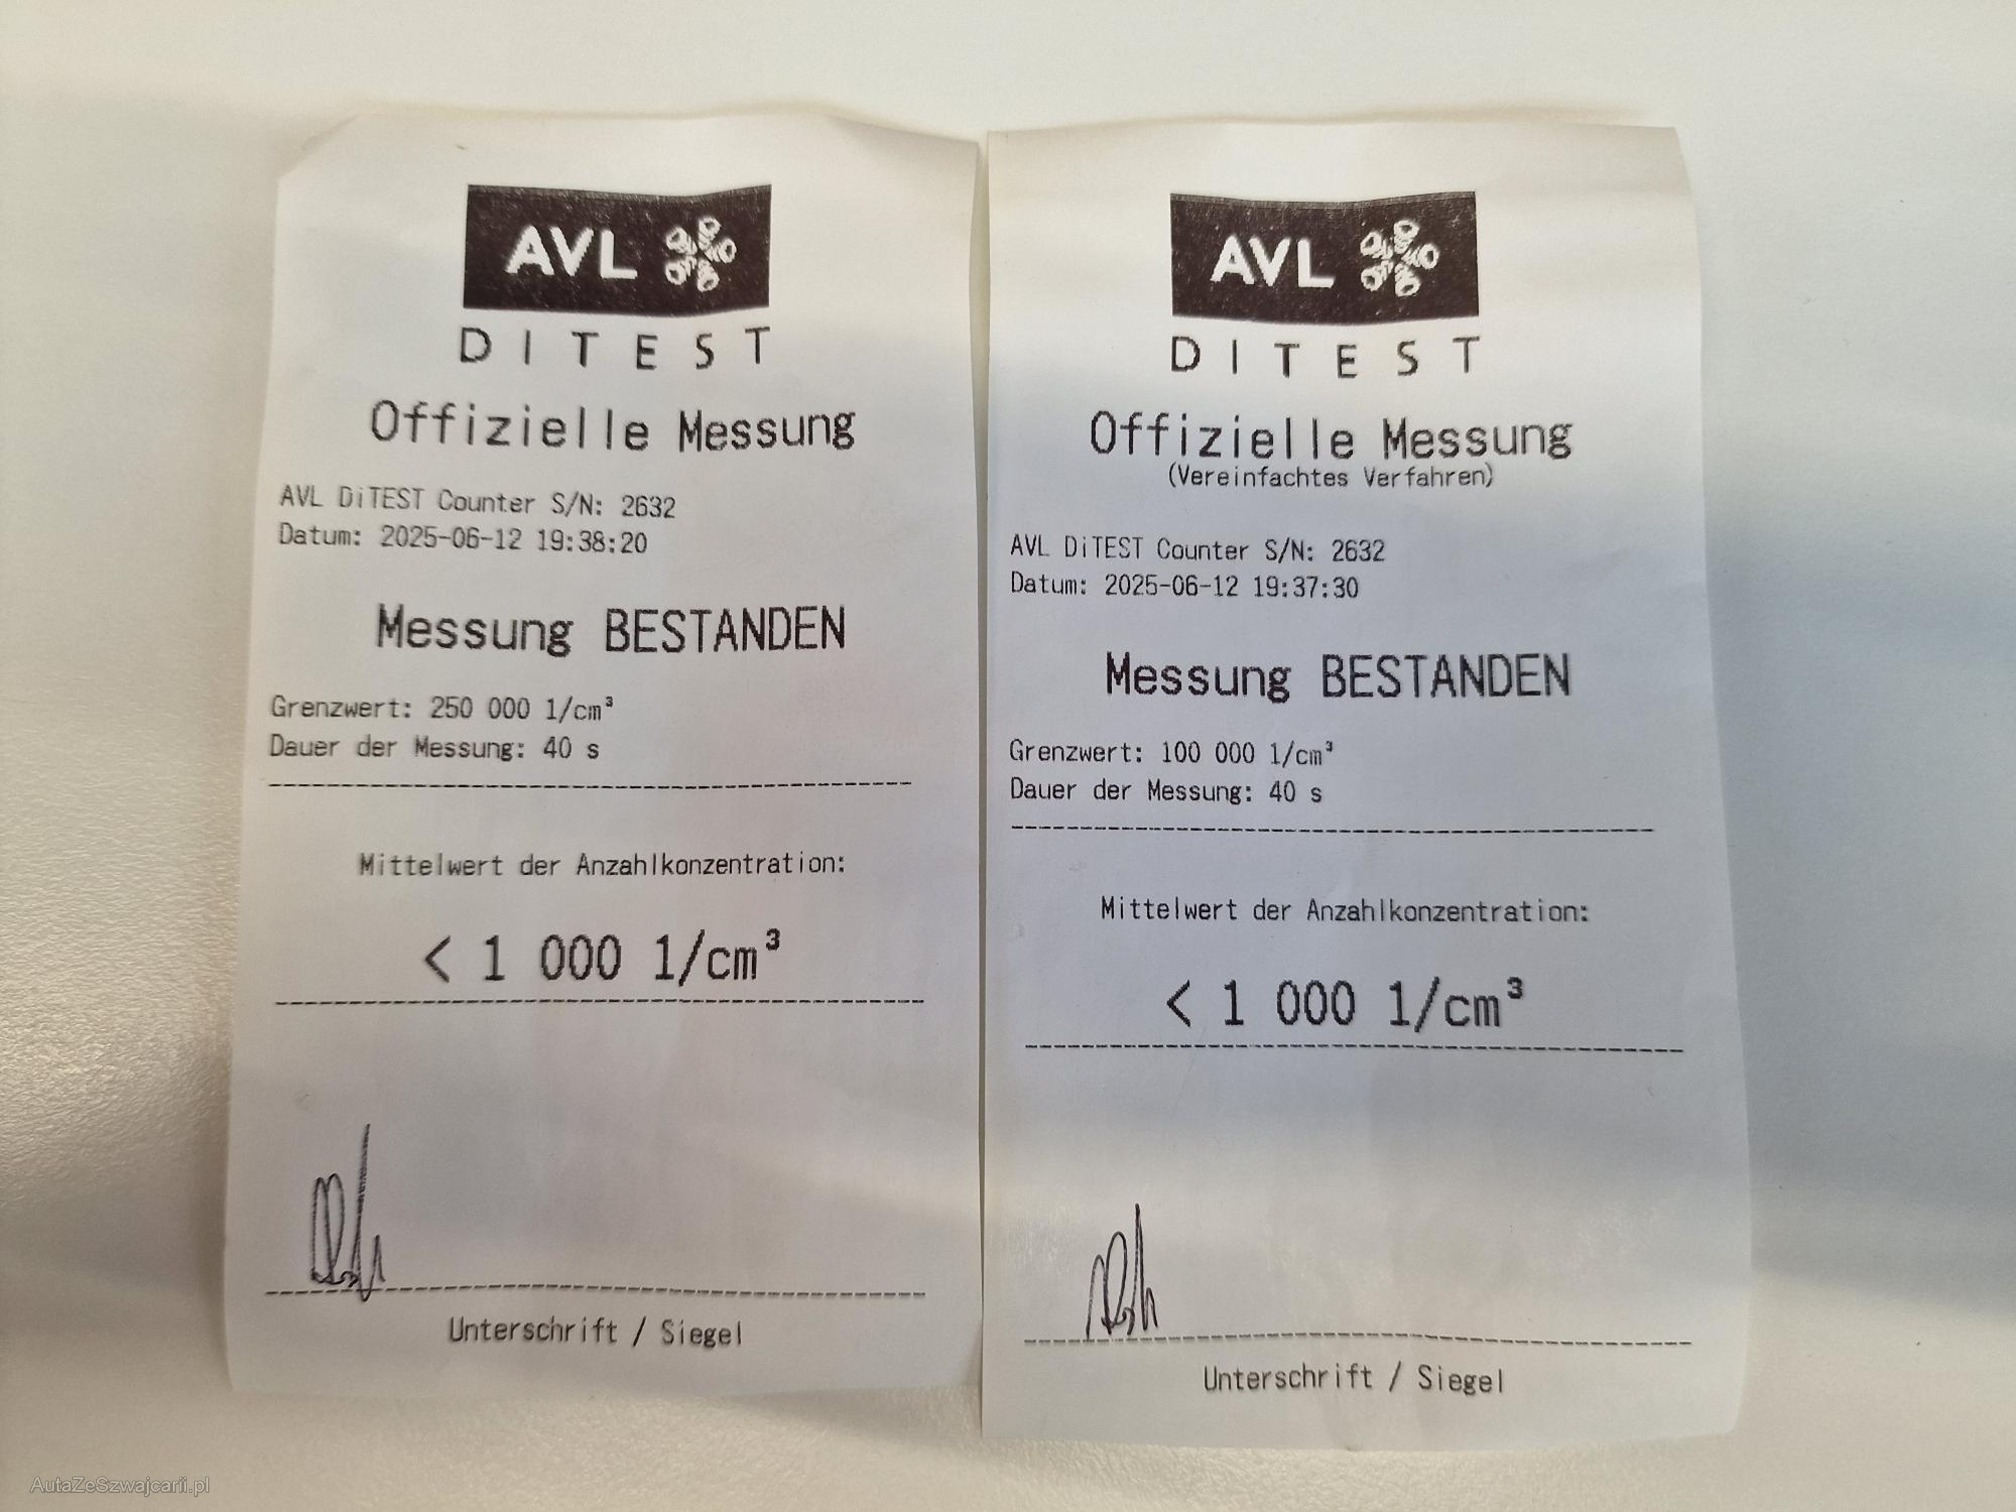 AVL
DITEST
Offizielle Messung
AVL DiTEST Counter S/N: 2632
Datum: 2025-06-12 19:38:20
Messung BESTANDEN
Grenzwert: 250 000 1/cm³
Dauer der Messung: 40 s
Mittelwert der Anzahlkonzentration:
< 1 000 1/cm³
Unterschrift / Siegel
AVL
DITEST
Offizielle Messung
(Vereinfachtes Verfahren)
AVL DiTEST Counter S/N: 2632
Datum: 2025-06-12 19:37:30
Messung BESTANDEN
Grenzwert: 100 000 1/cm³
Dauer der Messung: 40 s
Mittelwert der Anzahlkonzentration:
< 1 000 1/cm³
Unterschrift / Siegel
AutaZeSzwajcarii.pl